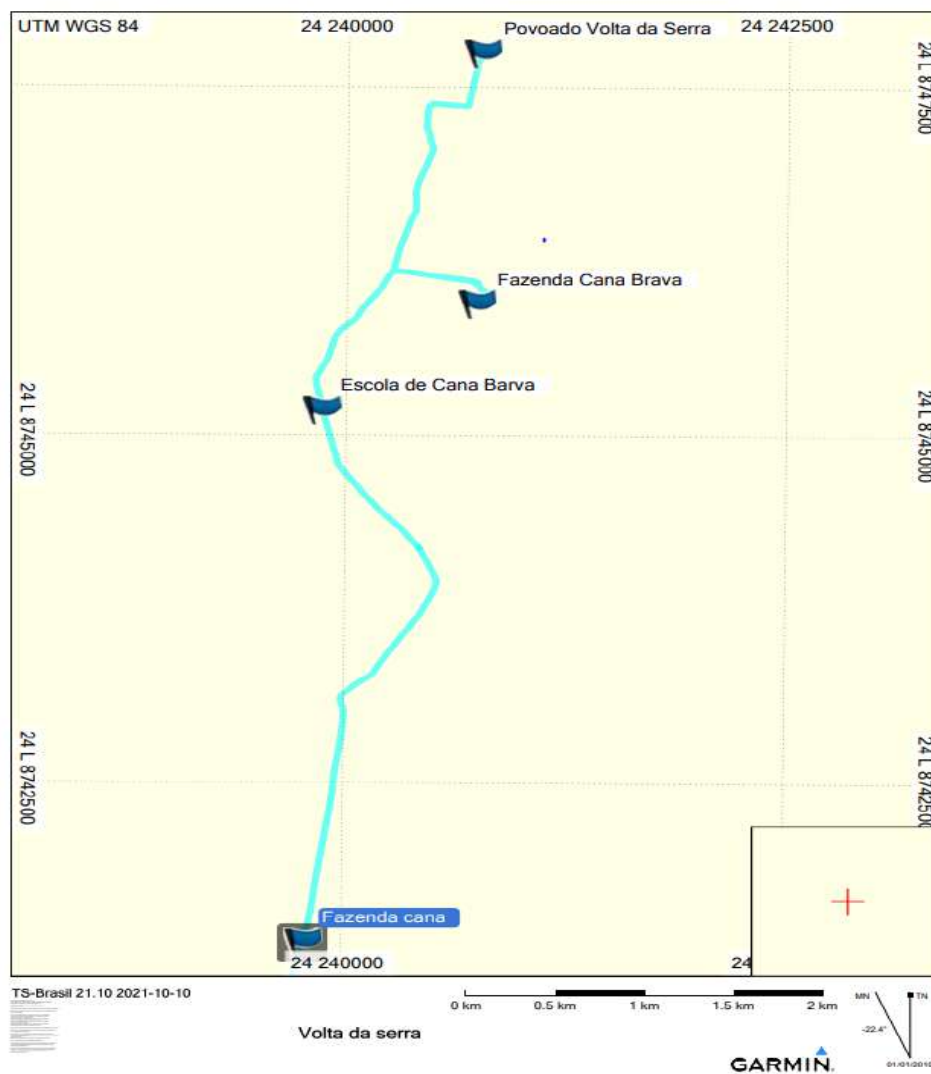 UTM WGS 84
24 240000
24 242500
Povoado Volta da Serra
24 L 8747500
Fazenda Cana Brava
Escola de Cana Barva
24 L 8745000
24 L 8745000
24 L 8742500
24 L 8742500
Fazenda cana
24 240000
24
TS-Brasil 21.10 2021-10-10
0 km
0.5 km
1 km
1.5 km
2 km
MN
TN
-22.4°
Volta da serra
GARMIN.